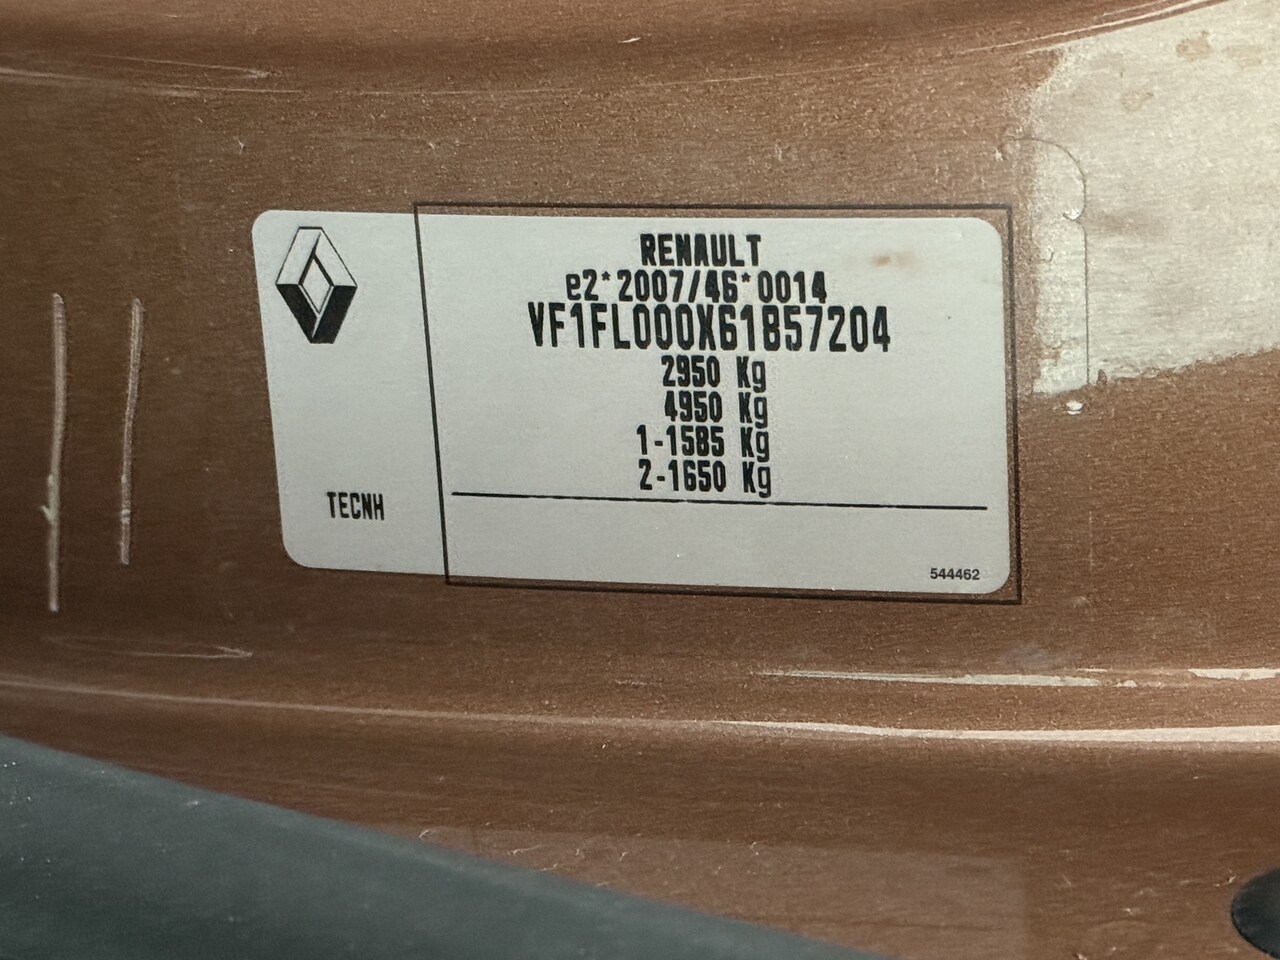 RENAULT
e2*2007/46*0014
VF1FL000X61857204
2950 Kg
4950 Kg
1-1585 Kg
2-1650 Kg
TECNH
544462